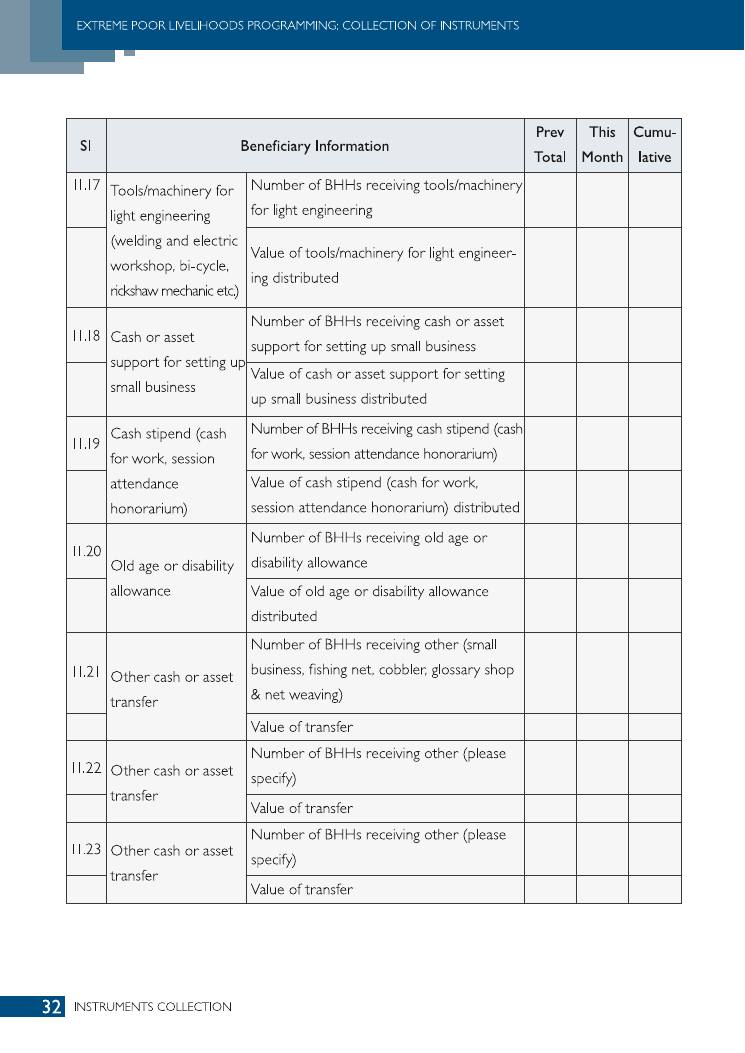 EXTREME POOR LIVELIHOODS PROGRAMMING: COLLECTION OF INSTRUMENTS
Sl
Beneficiary Information
Prev
Total
This
Month
Cumu-
lative
11.17
Tools/machinery for
light engineering
(welding and electric
workshop, bi-cycle,
rickshaw mechanic etc,)
Number of BHHs receiving tools/machinery
for light engineering
Value of tools/machinery for light engineer-
ing distributed
11.18
Cash or asset
support for setting up
small business
Number of BHHs receiving cash or asset
support for setting up small business
Value of cash or asset support for setting
up small business distributed
11.19
Cash stipend (cash
for work, session
attendance
honorarium)
Number of BHHs receiving cash stipend (cash
for work, session attendance honorarium)
Value of cash stipend (cash for work,
session attendance honorarium) distributed
11.20
Old age or disability
allowance
Number of BHHs receiving old age or
disability allowance
Value of old age or disability allowance
distributed
11.21
Other cash or asset
transfer
Number of BHHs receiving other (small
business, fishing net, cobbler, glossary shop
& net weaving)
Value of transfer
11.22
Other cash or asset
transfer
Number of BHHs receiving other (please
specify)
Value of transfer
11.23
Other cash or asset
transfer
Number of BHHs receiving other (please
specify)
Value of transfer
32 INSTRUMENTS COLLECTION